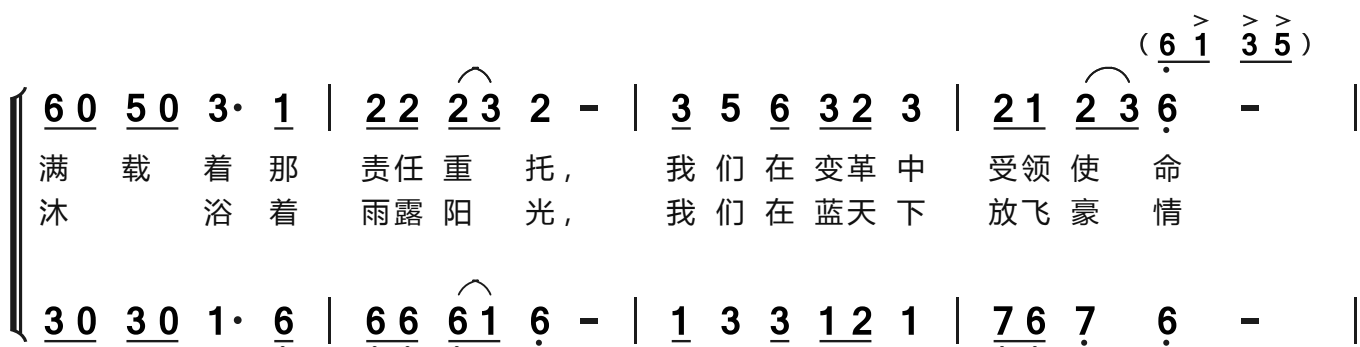 (6 1 3 5)
6 0 5 0 3· 1 | 2 2 2 3 2 - | 3 5 6 3 2 3 | 2 1 2 3 6 - |
满 载 着 那 责任 重 托, 我 们 在 变革 中 受领 使 命
沐 浴 着 雨露 阳 光, 我 们 在 蓝天 下 放飞 豪 情
3 0 3 0 1· 6 | 6 6 6 1 6 - | 1 3 3 1 2 1 | 7 6 7 6 - |